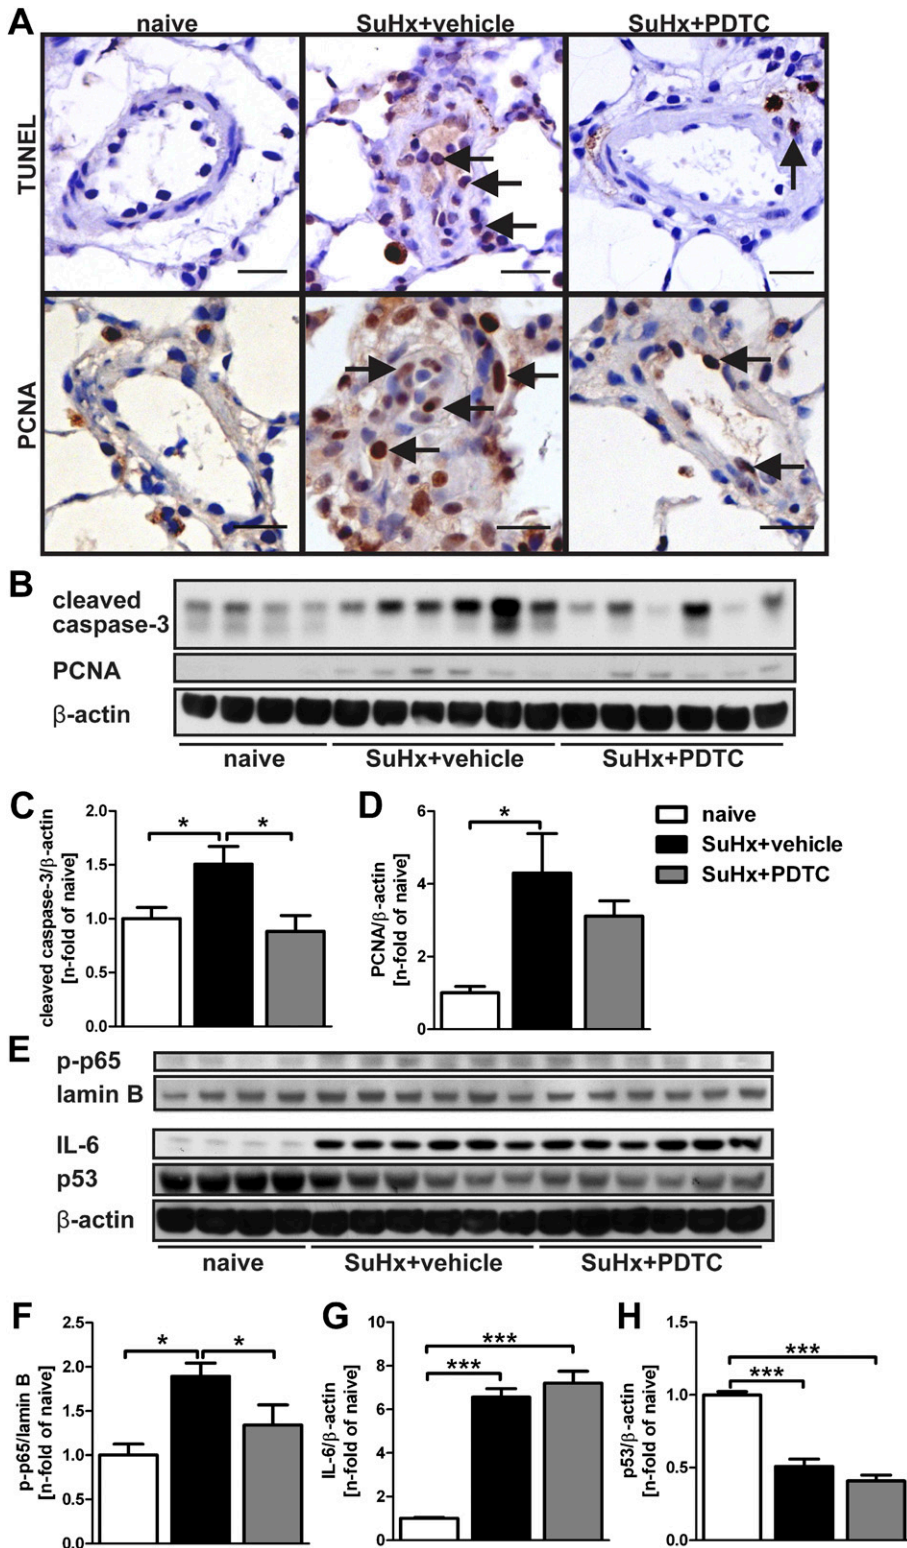 A
naive
SuHx+vehicle
SuHx+PDTC
TUNEL
PCNA
B
cleaved
caspase-3
PCNA
β-actin
naive
SuHx+vehicle
SuHx+PDTC
C
cleaved caspase-3/β-actin
[n-fold of naive]
2.0
1.5
1.0
0.5
0.0
*
*
D
PCNA/β-actin
[n-fold of naive]
6
4
2
0
*
naive
SuHx+vehicle
SuHx+PDTC
E
p-p65
lamin B
IL-6
p53
β-actin
naive
SuHx+vehicle
SuHx+PDTC
F
p-p65/lamin B
[n-fold of naive]
2.5
2.0
1.5
1.0
0.5
0.0
*
*
G
IL-6/β-actin
[n-fold of naive]
10
8
6
4
2
0
***
***
H
p53/β-actin
[n-fold of naive]
1.5
1.0
0.5
0.0
***
***